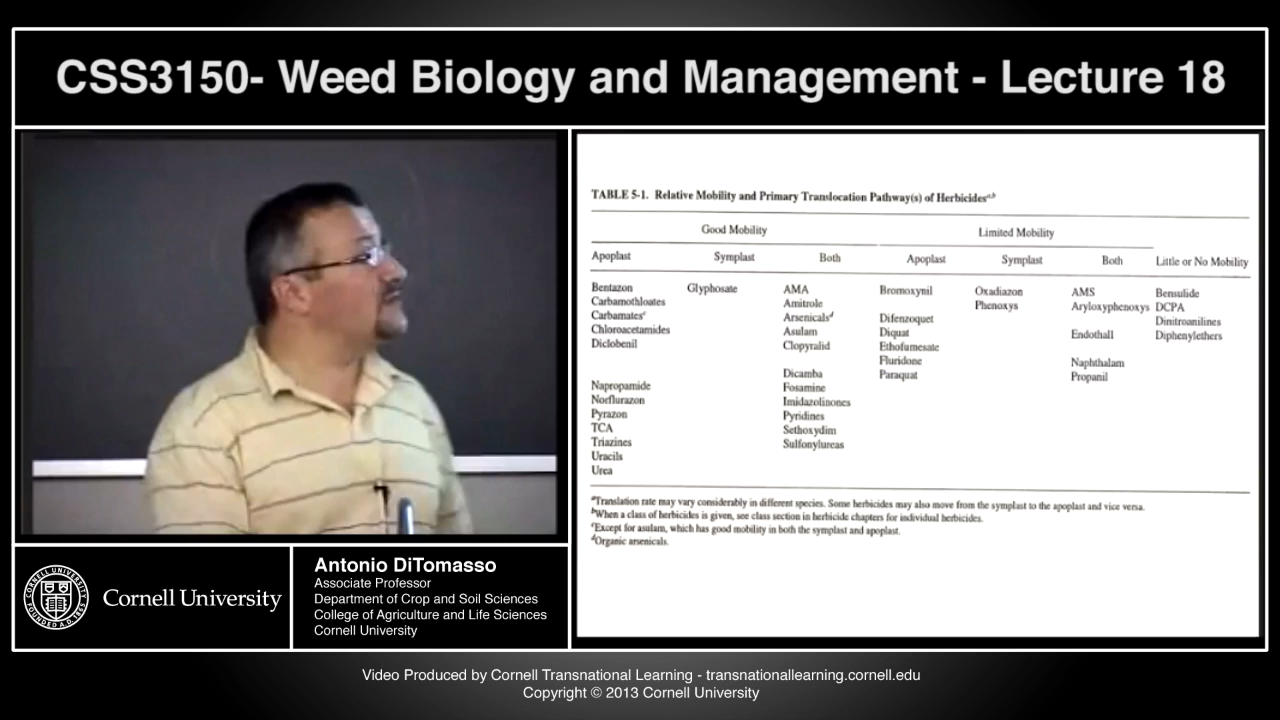 CSS3150- Weed Biology and Management - Lecture 18
TABLE 5-1. Relative Mobility and Primary Translocation Pathway(s) of Herbicides^a,b
Good Mobility Limited Mobility
Apoplast Symplast Both Apoplast Symplast Both Little or No Mobility
Bentazon Glyphosate AMA Bromoxynil Oxadiazon AMS Bensulide
Carbamothloates Amitrole Phenoxys Aryloxyphenoxys DCPA
Carbamates^c Arsenicals^d Difenzoquet Dinitroanilines
Chloroacetamides Asulam Diquat Endothall Diphenylethers
Diclobenil Clopyralid Ethofumesate
Fluridone Naphthalam
Dicamba Paraquat Propanil
Napropamide Fosamine
Norflurazon Imidazolinones
Pyrazon Pyridines
TCA Sethoxydim
Triazines Sulfonylureas
Uracils
Urea
^aTranslation rate may vary considerably in different species. Some herbicides may also move from the symplast to the apoplast and vice versa.
^bWhen a class of herbicides is given, see class section in herbicide chapters for individual herbicides.
^cExcept for asulam, which has good mobility in both the symplast and apoplast.
^dOrganic arsenicals.
Cornell University
Antonio DiTomasso
Associate Professor
Department of Crop and Soil Sciences
College of Agriculture and Life Sciences
Cornell University
Video Produced by Cornell Transnational Learning - transnationallearning.cornell.edu
Copyright © 2013 Cornell University